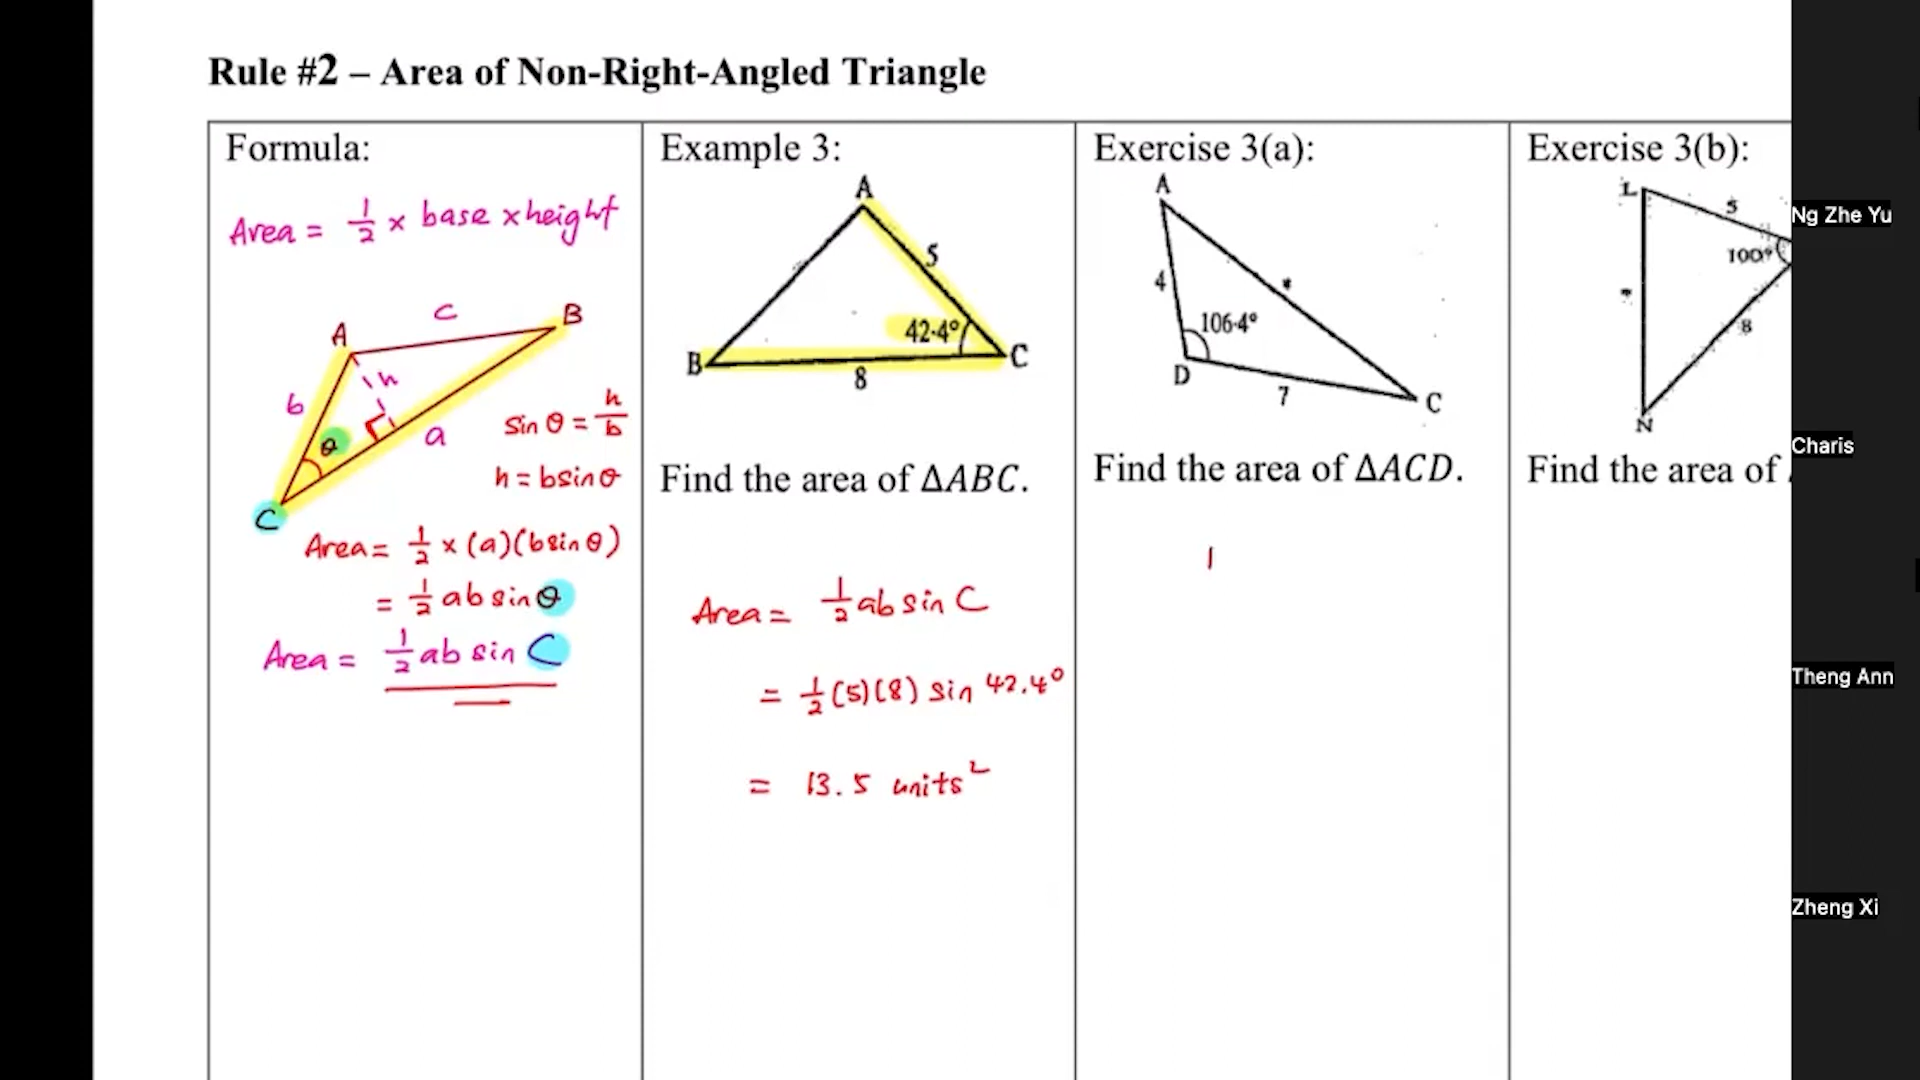 Rule #2 – Area of Non-Right-Angled Triangle
Formula:
Area = 1/2 × base × height
A
c
B
b
h
θ
a
C
sin θ = h/b
h = bsinθ
Area = 1/2 × (a)(bsinθ)
= 1/2 ab sin θ
Area = 1/2 ab sin C
Example 3:
A
5
42·4°
B
8
C
Find the area of ΔABC.
Area = 1/2 ab sin C
= 1/2 (5)(8) sin 42.4°
= 13.5 units²
Exercise 3(a):
A
4
106·4°
D
7
C
Find the area of ΔACD.
Exercise 3(b):
L
5
100°
8
N
Find the area of
Ng Zhe Yu
Charis
Theng Ann
Zheng Xi